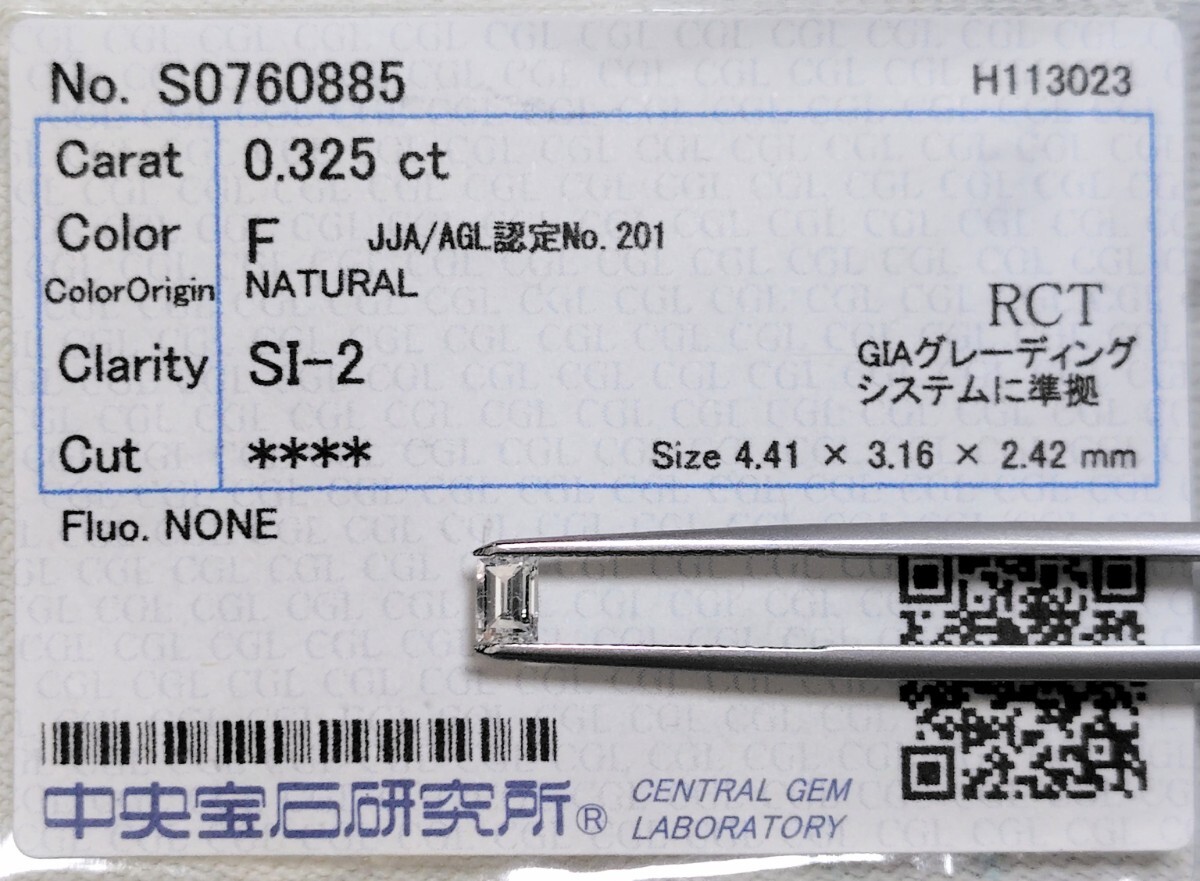 No. S0760885 H113023
Carat 0.325 ct
Color F JJA/AGL認定No.201
ColorOrigin NATURAL
RCT
Clarity SI-2
GIAグレーディング
システムに準拠
Cut ****
Size 4.41 × 3.16 × 2.42 mm
Fluo. NONE
中央宝石研究所®
CENTRAL GEM
LABORATORY